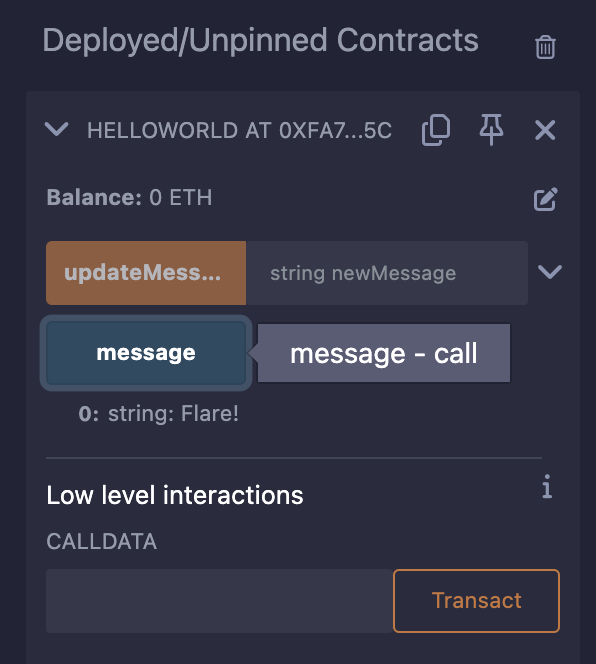 Deployed/Unpinned Contracts
HELLOWORLD AT 0XFA7...5C
Balance: 0 ETH
updateMess... string newMessage
message message - call
0: string: Flare!
Low level interactions
CALLDATA
Transact